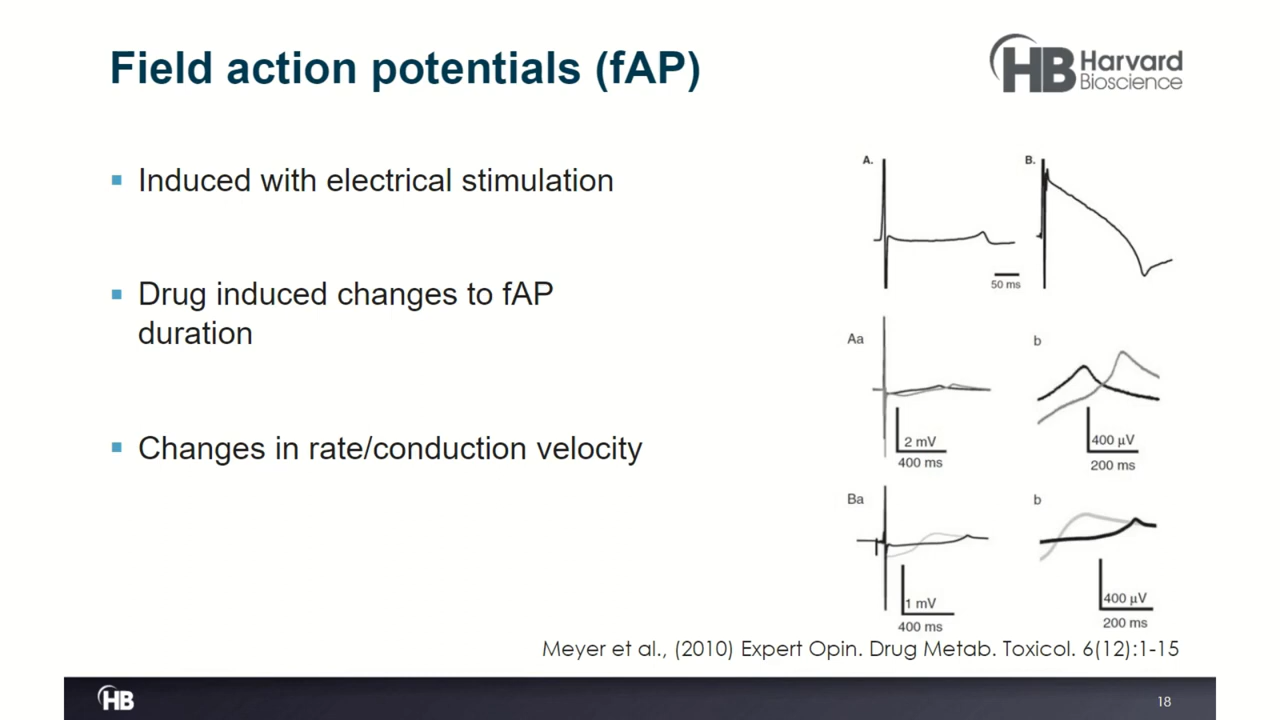 Field action potentials (fAP)
HB Harvard
Bioscience
▪ Induced with electrical stimulation
▪ Drug induced changes to fAP
duration
▪ Changes in rate/conduction velocity
A.
B.
50 ms
Aa
b
2 mV
400 ms
400 μV
200 ms
Ba
b
1 mV
400 ms
400 μV
200 ms
Meyer et al., (2010) Expert Opin. Drug Metab. Toxicol. 6(12):1-15
HB
18